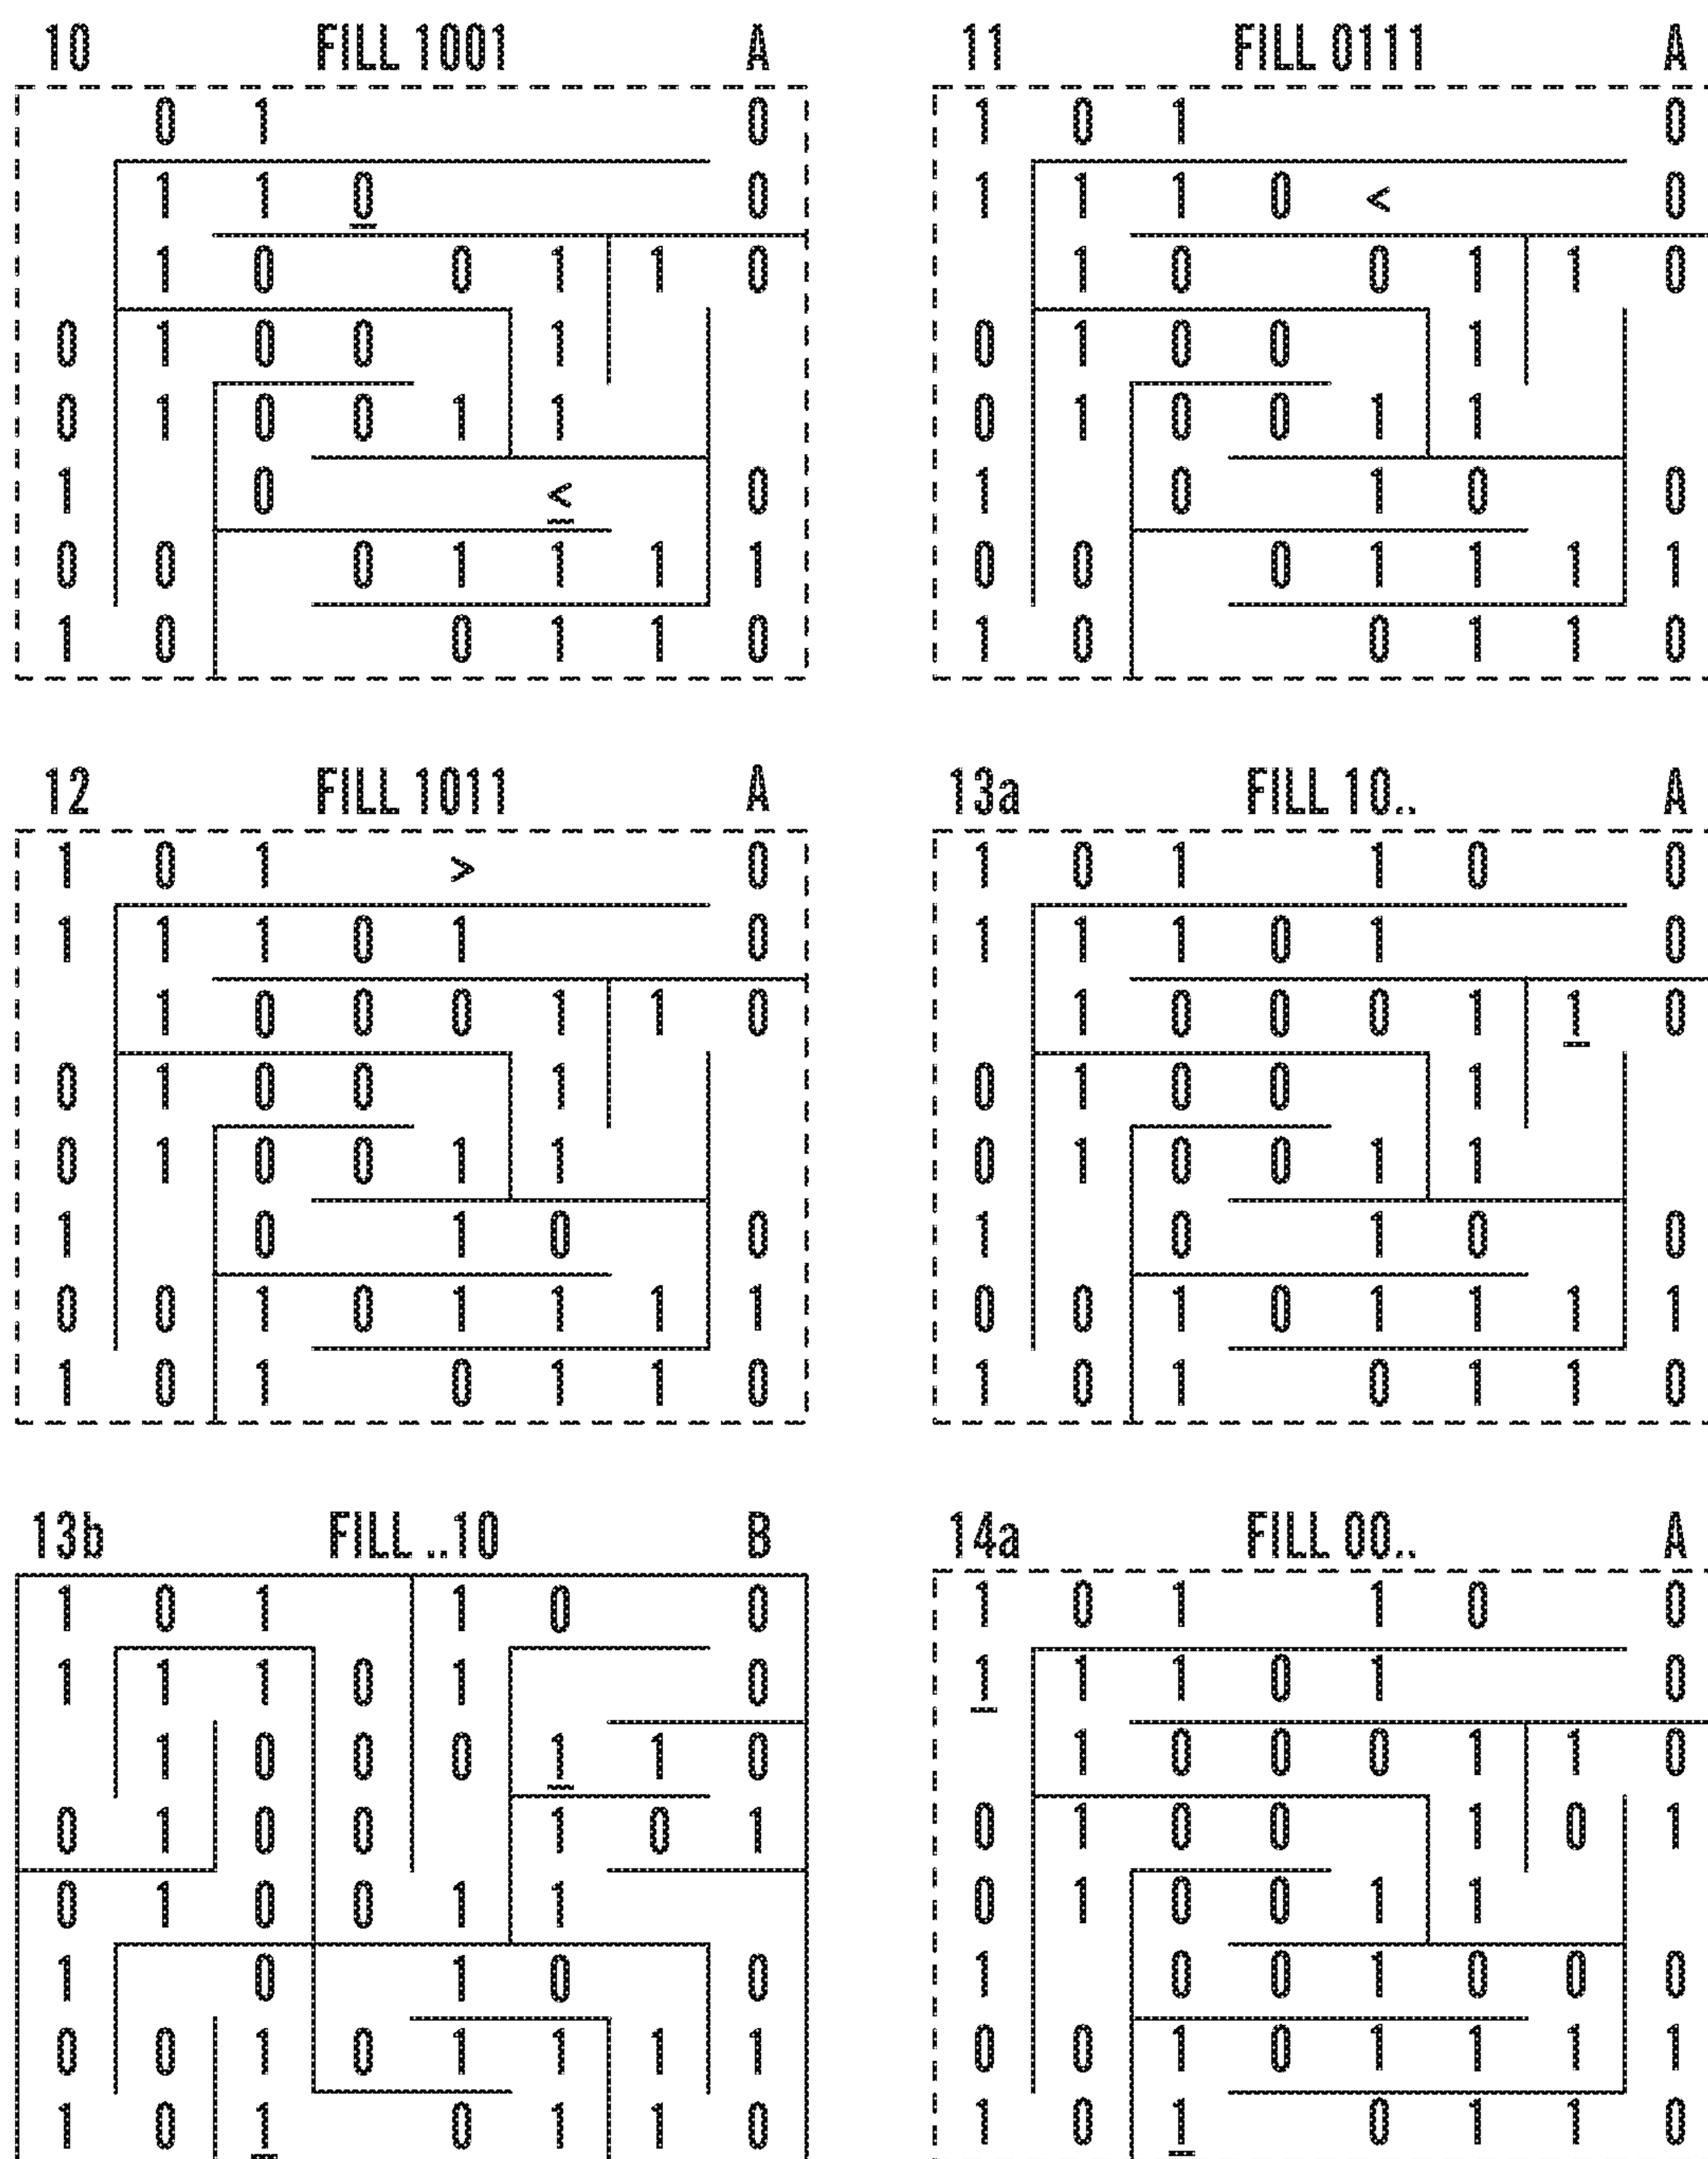 10 FILL 1001 A
0 1 0
1 1 0 0
1 0 0 1 1 0
0 1 0 0 1
0 1 0 0 1 1
1 0 < 0
0 0 0 1 1 1 1
1 0 0 1 1 0
11 FILL 0111 A
1 0 1 0
1 1 1 0 < 0
1 0 0 1 1 0
0 1 0 0 1
0 1 0 0 1 1
1 0 1 0 0
0 0 0 1 1 1 1
1 0 0 1 1 0
12 FILL 1011 A
1 0 1 > 0
1 1 1 0 1 0
1 0 0 0 1 1 0
0 1 0 0 1
0 1 0 0 1 1
1 0 1 0 0
0 0 1 0 1 1 1 1
1 0 1 0 1 1 0
13a FILL 10.. A
1 0 1 1 0 0
1 1 1 0 1 0
1 0 0 0 1 1 0
0 1 0 0 1
0 1 0 0 1 1
1 0 1 0 0
0 0 1 0 1 1 1 1
1 0 1 0 1 1 0
13b FILL ..10 B
1 0 1 1 0 0
1 1 1 0 1 0
1 0 0 0 1 1 0
0 1 0 0 1 0 1
0 1 0 0 1 1
1 0 1 0 0
0 0 1 0 1 1 1 1
1 0 1 0 1 1 0
14a FILL 00.. A
1 0 1 1 0 0
1 1 1 0 1 0
1 0 0 0 1 1 0
0 1 0 0 1 0 1
0 1 0 0 1 1
1 0 0 1 0 0 0
0 0 1 0 1 1 1 1
1 0 1 0 1 1 0